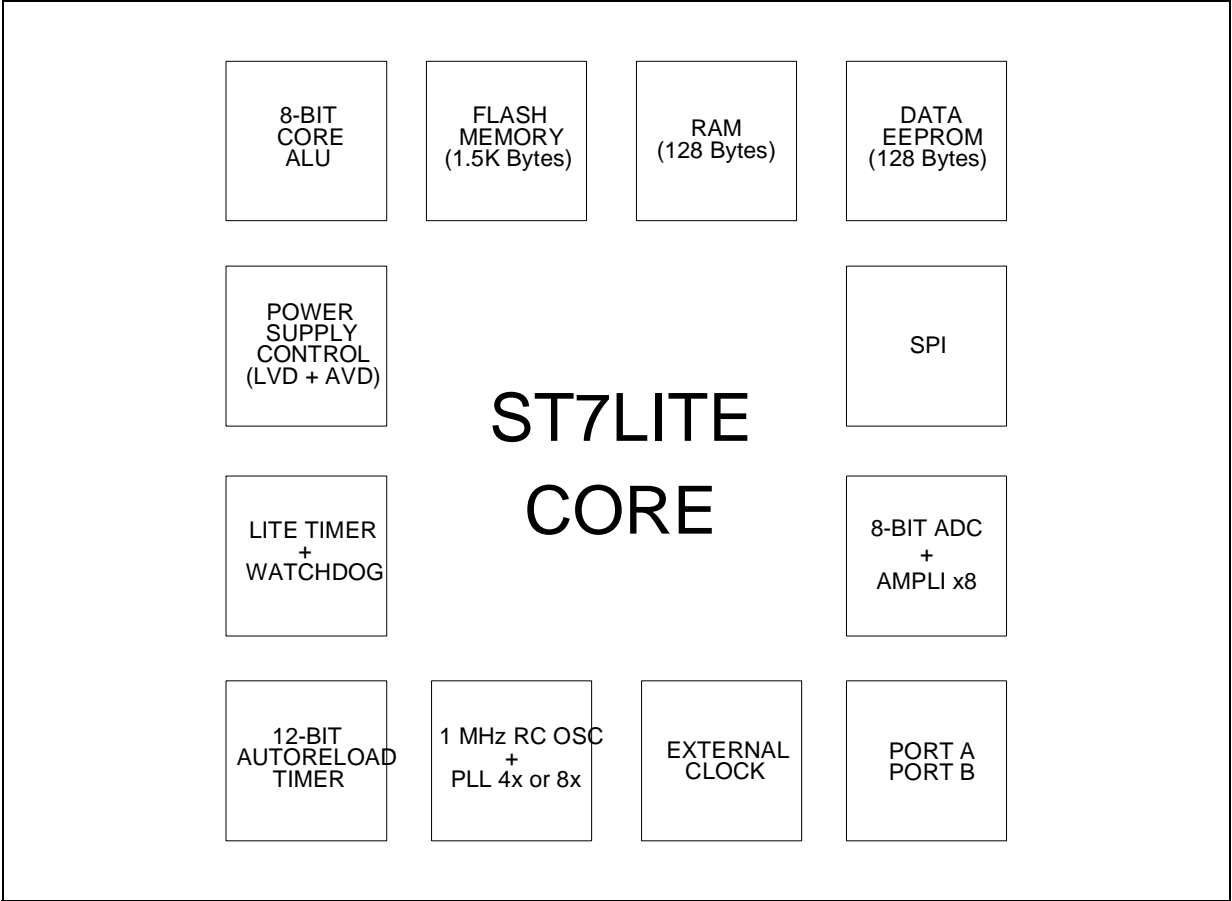 8-BIT
CORE
ALU
FLASH
MEMORY
(1.5K Bytes)
RAM
(128 Bytes)
DATA
EEPROM
(128 Bytes)
POWER
SUPPLY
CONTROL
(LVD + AVD)
SPI
ST7LITE
CORE
LITE TIMER
+
WATCHDOG
8-BIT ADC
+
AMPLI x8
12-BIT
AUTORELOAD
TIMER
1 MHz RC OSC
+
PLL 4x or 8x
EXTERNAL
CLOCK
PORT A
PORT B